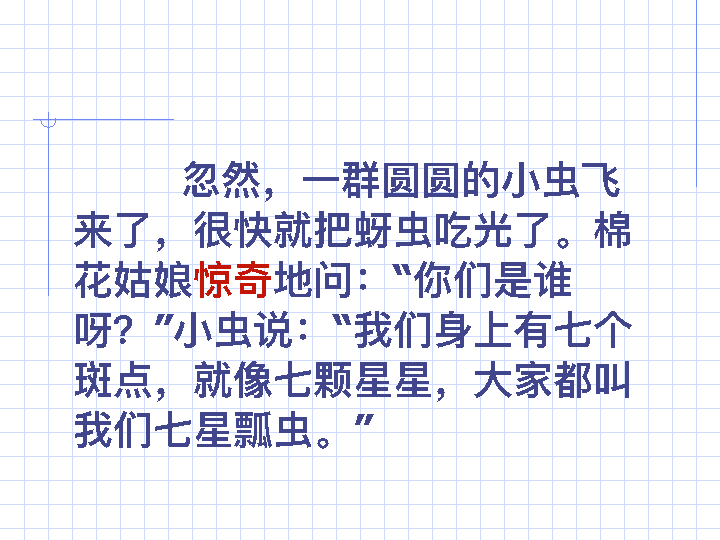 忽然，一群圆圆的小虫飞
来了，很快就把蚜虫吃光了。棉
花姑娘惊奇地问：“你们是谁
呀？”小虫说：“我们身上有七个
斑点，就像七颗星星，大家都叫
我们七星瓢虫。”